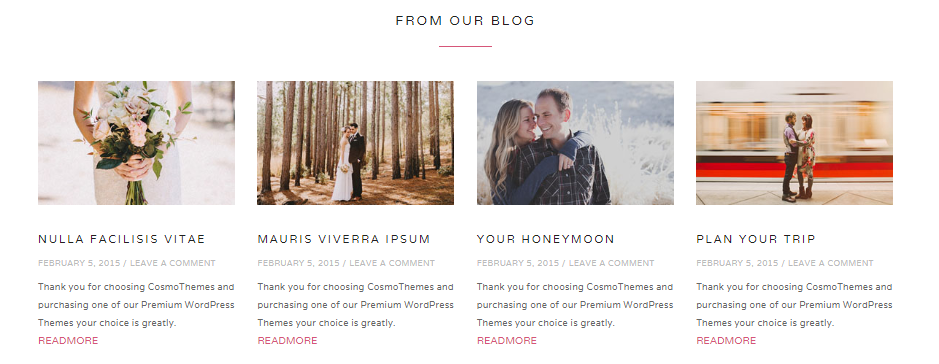 FROM OUR BLOG
NULLA FACILISIS VITAE
FEBRUARY 5, 2015 / LEAVE A COMMENT
Thank you for choosing CosmoThemes and
purchasing one of our Premium WordPress
Themes your choice is greatly.
READMORE
MAURIS VIVERRA IPSUM
FEBRUARY 5, 2015 / LEAVE A COMMENT
Thank you for choosing CosmoThemes and
purchasing one of our Premium WordPress
Themes your choice is greatly.
READMORE
YOUR HONEYMOON
FEBRUARY 5, 2015 / LEAVE A COMMENT
Thank you for choosing CosmoThemes and
purchasing one of our Premium WordPress
Themes your choice is greatly.
READMORE
PLAN YOUR TRIP
FEBRUARY 5, 2015 / LEAVE A COMMENT
Thank you for choosing CosmoThemes and
purchasing one of our Premium WordPress
Themes your choice is greatly.
READMORE